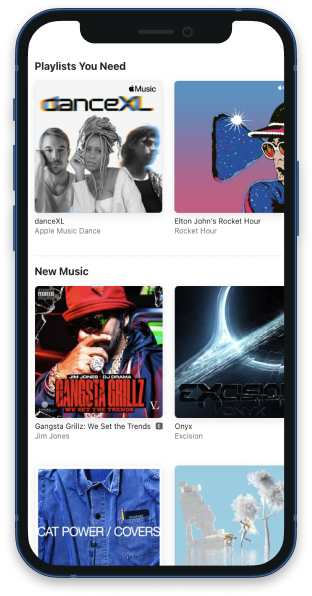 Playlists You Need
Music
danceXL
danceXL
Apple Music Dance
Elton John's Rocket Hour
Rocket Hour
New Music
JIM JONES · DJ DRAMA
GANGSTA GRILLZ
WE SET THE TRENDS
EXCISION
ONYX
Gangsta Grillz: We Set the Trends E
Jim Jones
Onyx
Excision
CAT POWER / COVERS